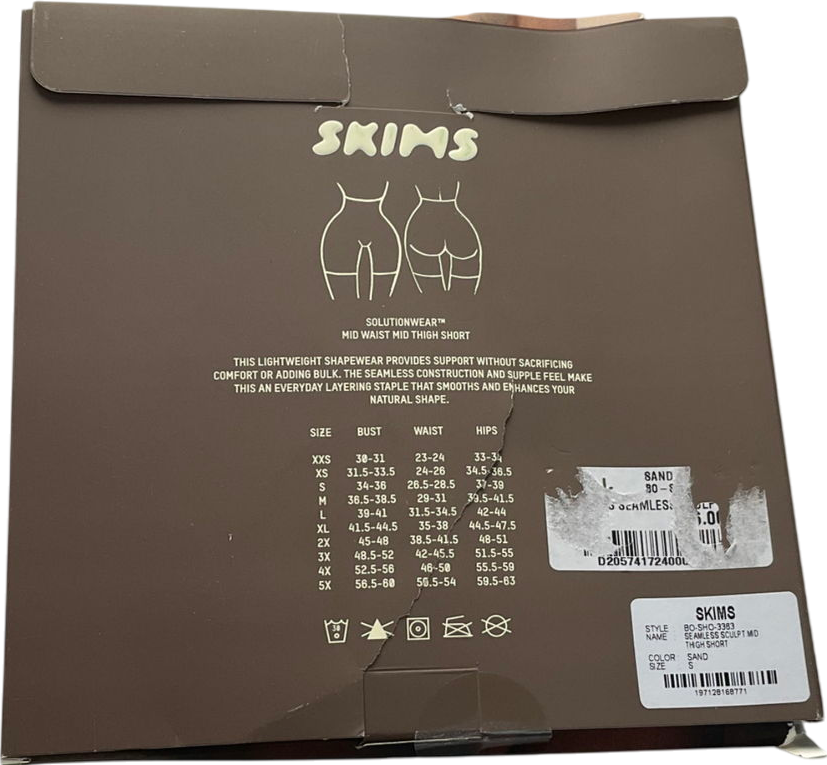 SKIMS
SOLUTIONWEAR™
MID WAIST MID THIGH SHORT
THIS LIGHTWEIGHT SHAPEWEAR PROVIDES SUPPORT WITHOUT SACRIFICING
COMFORT OR ADDING BULK. THE SEAMLESS CONSTRUCTION AND SUPPLE FEEL MAKE
THIS AN EVERYDAY LAYERING STAPLE THAT SMOOTHS AND ENHANCES YOUR
NATURAL SHAPE.
SIZE BUST WAIST HIPS
XXS 30-31 23-24 33-34
XS 31.5-33.5 24-26 34.5-36.5
S 34-36 26.5-28.5 37-39
M 36.5-38.5 29-31 39.5-41.5
L 39-41 31.5-34.5 42-44
XL 41.5-44.5 35-38 44.5-47.5
2X 45-48 38.5-41.5 48-51
3X 48.5-52 42-45.5 51.5-55
4X 52.5-56 46-50 55.5-59
5X 56.5-60 50.5-54 59.5-63
30
SAND
BO-S
SEAMLES
D20574172400
SKIMS
STYLE BO-SHO-3383
NAME SEAMLESS SCULPT MID
THIGH SHORT
COLOR SAND
SIZE S
197128168771